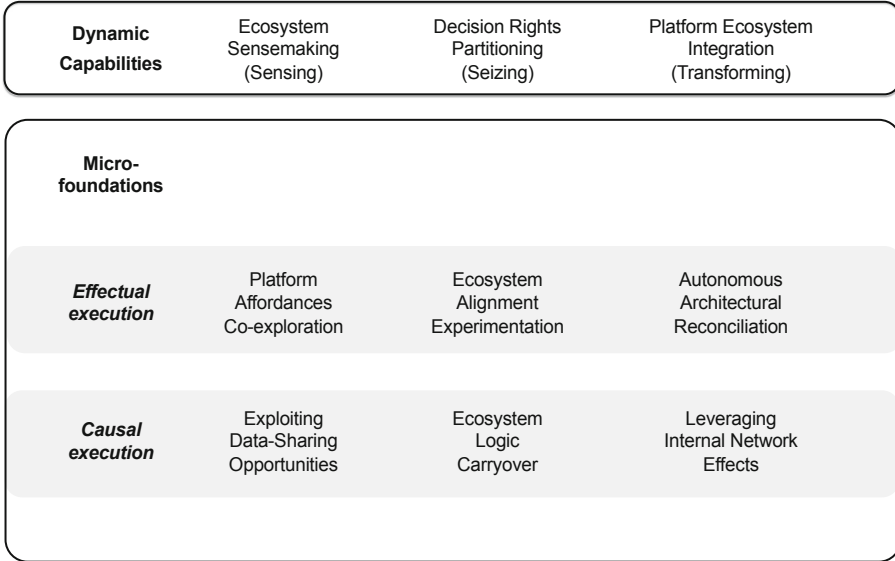 Dynamic
Capabilities
Ecosystem
Sensemaking
(Sensing)
Decision Rights
Partitioning
(Seizing)
Platform Ecosystem
Integration
(Transforming)
Micro-
foundations
Effectual
execution
Platform
Affordances
Co-exploration
Ecosystem
Alignment
Experimentation
Autonomous
Architectural
Reconciliation
Causal
execution
Exploiting
Data-Sharing
Opportunities
Ecosystem
Logic
Carryover
Leveraging
Internal Network
Effects